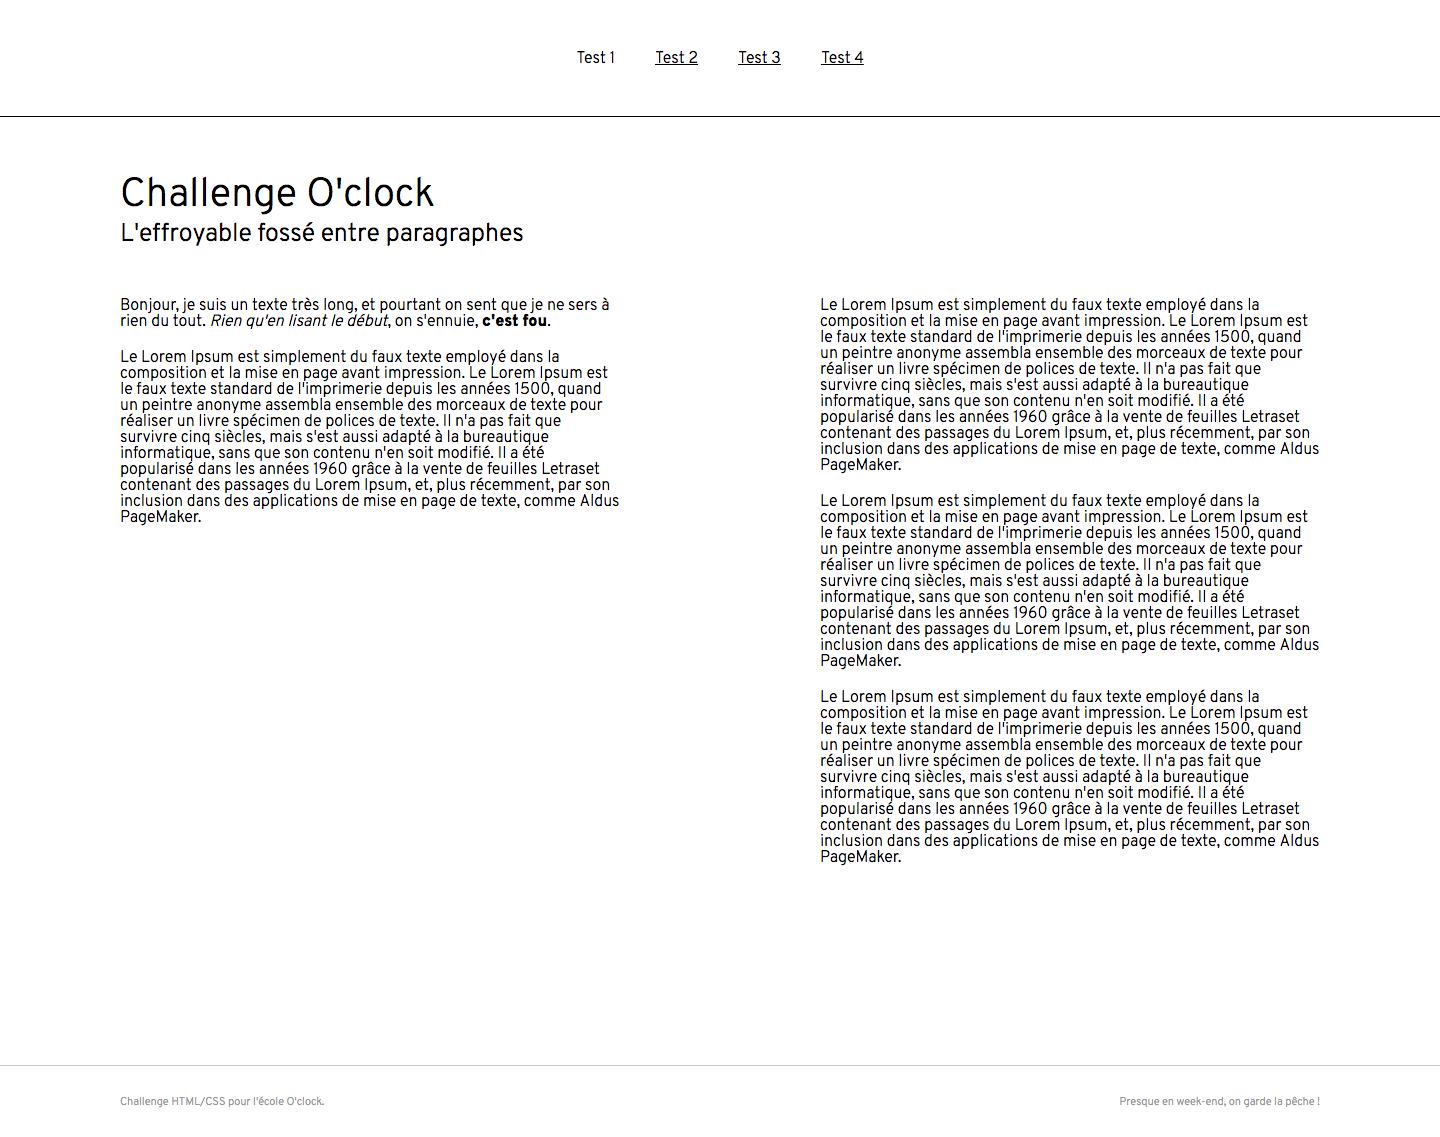 Test 1 Test 2 Test 3 Test 4
Challenge O'clock
L'effroyable fossé entre paragraphes
Bonjour, je suis un texte très long, et pourtant on sent que je ne sers à
rien du tout. Rien qu'en lisant le début, on s'ennuie, c'est fou.
Le Lorem Ipsum est simplement du faux texte employé dans la
composition et la mise en page avant impression. Le Lorem Ipsum est
le faux texte standard de l'imprimerie depuis les années 1500, quand
un peintre anonyme assembla ensemble des morceaux de texte pour
réaliser un livre spécimen de polices de texte. Il n'a pas fait que
survivre cinq siècles, mais s'est aussi adapté à la bureautique
informatique, sans que son contenu n'en soit modifié. Il a été
popularisé dans les années 1960 grâce à la vente de feuilles Letraset
contenant des passages du Lorem Ipsum, et, plus récemment, par son
inclusion dans des applications de mise en page de texte, comme Aldus
PageMaker.
Le Lorem Ipsum est simplement du faux texte employé dans la
composition et la mise en page avant impression. Le Lorem Ipsum est
le faux texte standard de l'imprimerie depuis les années 1500, quand
un peintre anonyme assembla ensemble des morceaux de texte pour
réaliser un livre spécimen de polices de texte. Il n'a pas fait que
survivre cinq siècles, mais s'est aussi adapté à la bureautique
informatique, sans que son contenu n'en soit modifié. Il a été
popularisé dans les années 1960 grâce à la vente de feuilles Letraset
contenant des passages du Lorem Ipsum, et, plus récemment, par son
inclusion dans des applications de mise en page de texte, comme Aldus
PageMaker.
Le Lorem Ipsum est simplement du faux texte employé dans la
composition et la mise en page avant impression. Le Lorem Ipsum est
le faux texte standard de l'imprimerie depuis les années 1500, quand
un peintre anonyme assembla ensemble des morceaux de texte pour
réaliser un livre spécimen de polices de texte. Il n'a pas fait que
survivre cinq siècles, mais s'est aussi adapté à la bureautique
informatique, sans que son contenu n'en soit modifié. Il a été
popularisé dans les années 1960 grâce à la vente de feuilles Letraset
contenant des passages du Lorem Ipsum, et, plus récemment, par son
inclusion dans des applications de mise en page de texte, comme Aldus
PageMaker.
Le Lorem Ipsum est simplement du faux texte employé dans la
composition et la mise en page avant impression. Le Lorem Ipsum est
le faux texte standard de l'imprimerie depuis les années 1500, quand
un peintre anonyme assembla ensemble des morceaux de texte pour
réaliser un livre spécimen de polices de texte. Il n'a pas fait que
survivre cinq siècles, mais s'est aussi adapté à la bureautique
informatique, sans que son contenu n'en soit modifié. Il a été
popularisé dans les années 1960 grâce à la vente de feuilles Letraset
contenant des passages du Lorem Ipsum, et, plus récemment, par son
inclusion dans des applications de mise en page de texte, comme Aldus
PageMaker.
Challenge HTML/CSS pour l'école O'clock.
Presque en week-end, on garde la pêche !